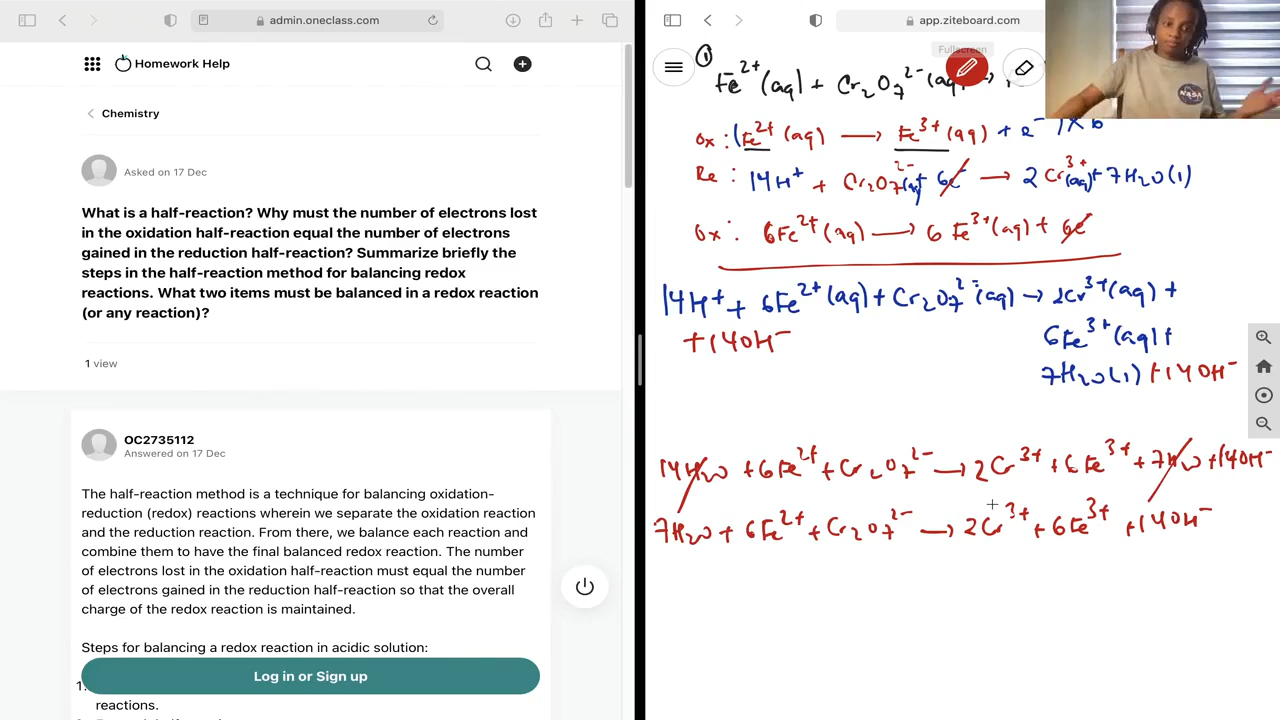 admin.oneclass.com
Homework Help
Chemistry
Asked on 17 Dec
What is a half-reaction? Why must the number of electrons lost
in the oxidation half-reaction equal the number of electrons
gained in the reduction half-reaction? Summarize briefly the
steps in the half-reaction method for balancing redox
reactions. What two items must be balanced in a redox reaction
(or any reaction)?
1 view
OC2735112
Answered on 17 Dec
The half-reaction method is a technique for balancing oxidation-
reduction (redox) reactions wherein we separate the oxidation
reaction and the reduction reaction. From there, we balance each reaction and
combine them to have the final balanced redox reaction. The number
of electrons lost in the oxidation half-reaction must equal the number
of electrons gained in the reduction half-reaction so that the overall
charge of the redox reaction is maintained.
Steps for balancing a redox reaction in acidic solution:
1.
reactions.
Log in or Sign up
app.ziteboard.com
Fullscreen
①
Fe²⁺(aq) + Cr₂O₇²⁻(aq) →
Ox : (Fe²⁺(aq) → Fe³⁺(aq) + e⁻) X 6
Re : 14H⁺ + Cr₂O₇²⁻(aq) + 6e⁻ → 2Cr³⁺(aq) + 7H₂O(l)
Ox : 6Fe²⁺(aq) → 6Fe³⁺(aq) + 6e⁻
14H⁺ + 6Fe²⁺(aq) + Cr₂O₇²⁻(aq) → 2Cr³⁺(aq) +
+14OH⁻
6Fe³⁺(aq) +
7H₂O(l) +14OH⁻
14H₂O + 6Fe²⁺ + Cr₂O₇²⁻ → 2Cr³⁺ + 6Fe³⁺ + 7H₂O + 14OH⁻
7H₂O + 6Fe²⁺ + Cr₂O₇²⁻ → 2Cr³⁺ + 6Fe³⁺ + 14OH⁻
NASA